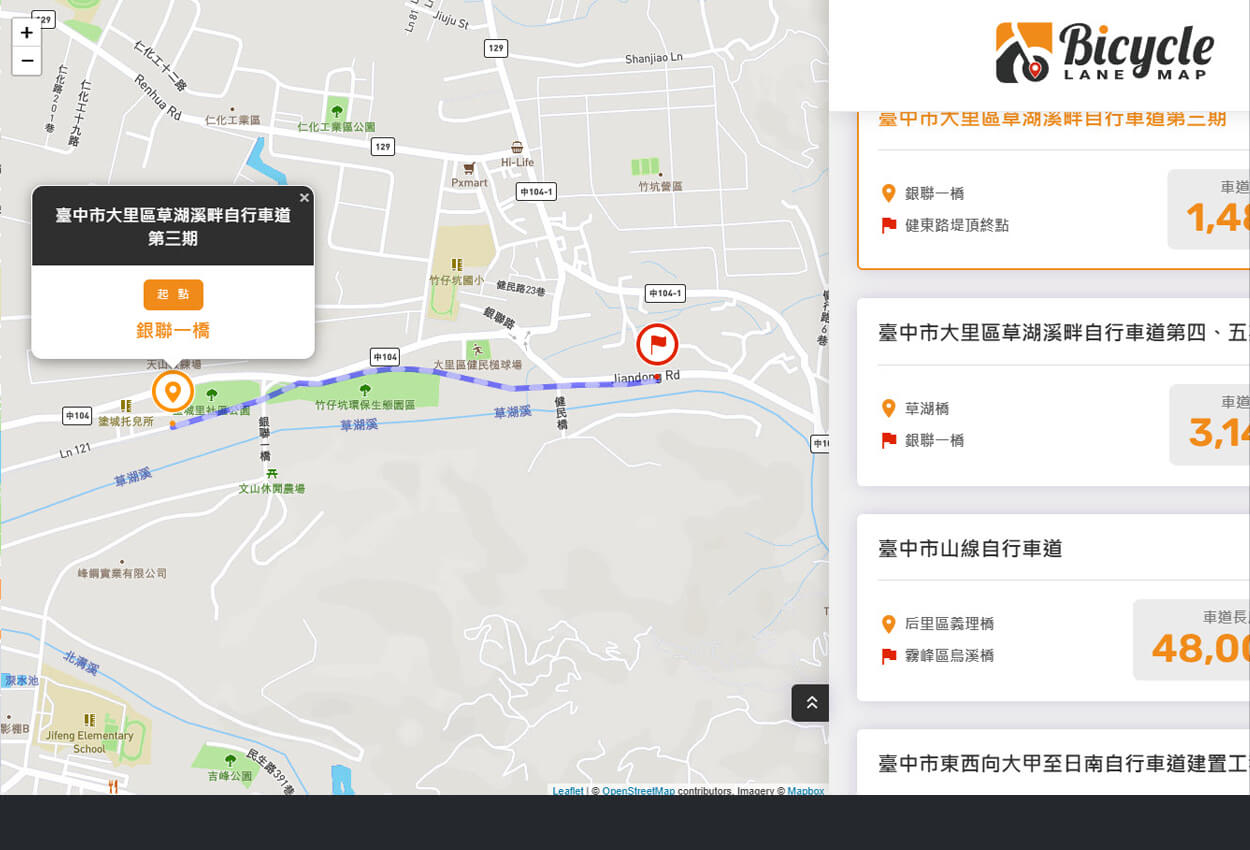 +
−
129
129
129
Ln 81
Jiuju St
Shanjiao Ln
仁化工十二路
Renhua Rd
仁化路201巷
仁化工十九路
仁化工業區
仁化工業區公園
Hi-Life
Pxmart
中104-1
竹坑營區
臺中市大里區草湖溪畔自行車道
第三期
×
起 點
銀聯一橋
竹仔坑國小
健民路23巷
銀聯路
中104-1
中104
大里區健民槌球場
Jiandong Rd
竹仔坑環保生態園區
草湖溪
草湖溪
健民橋
中104
塗城托兒所
銀聯一橋
Ln 121
草湖溪
文山休閒農場
峰鋼實業有限公司
北溝溪
影棚B
Jifeng Elementary
School
吉峰公園
民生路391巷
Leaflet | © OpenStreetMap contributors, Imagery © Mapbox
Bicycle
LANE MAP
臺中市大里區草湖溪畔自行車道第三期
銀聯一橋
健東路堤頂終點
車道
1,48
臺中市大里區草湖溪畔自行車道第四、五
草湖橋
銀聯一橋
車道
3,14
臺中市山線自行車道
后里區義理橋
霧峰區烏溪橋
車道長
48,00
臺中市東西向大甲至日南自行車道建置工